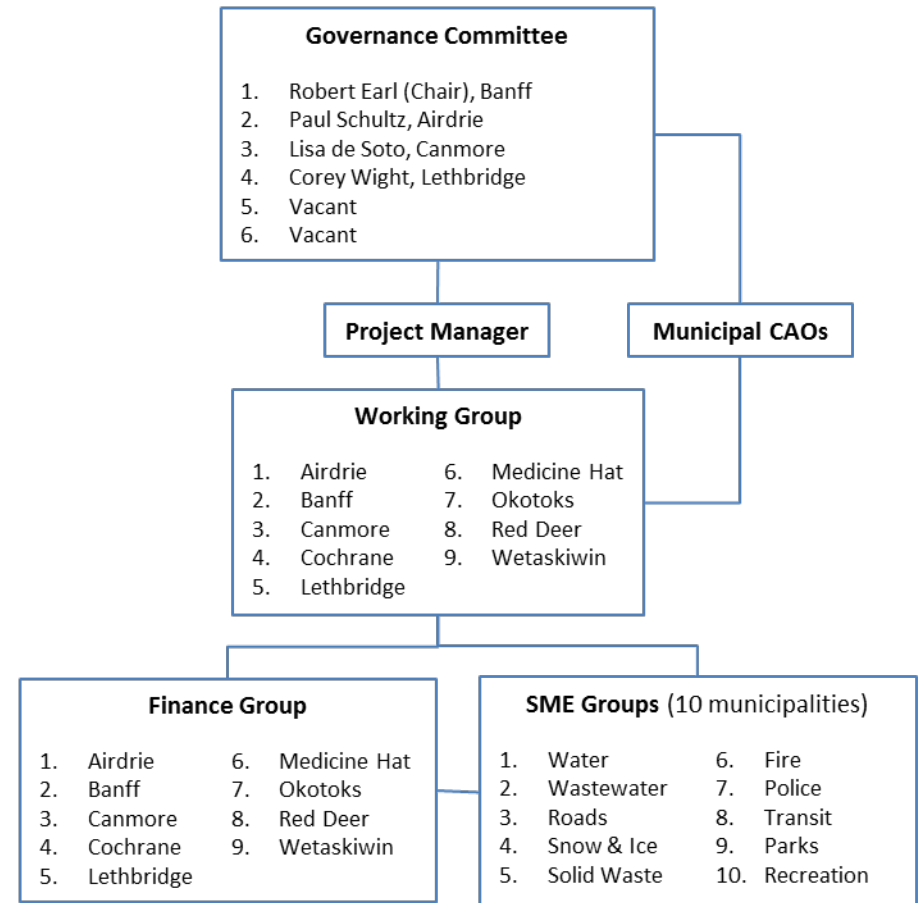 Governance Committee
1. Robert Earl (Chair), Banff
2. Paul Schultz, Airdrie
3. Lisa de Soto, Canmore
4. Corey Wight, Lethbridge
5. Vacant
6. Vacant
Project Manager
Municipal CAOs
Working Group
1. Airdrie
2. Banff
3. Canmore
4. Cochrane
5. Lethbridge
6. Medicine Hat
7. Okotoks
8. Red Deer
9. Wetaskiwin
Finance Group
1. Airdrie
2. Banff
3. Canmore
4. Cochrane
5. Lethbridge
6. Medicine Hat
7. Okotoks
8. Red Deer
9. Wetaskiwin
SME Groups (10 municipalities)
1. Water
2. Wastewater
3. Roads
4. Snow & Ice
5. Solid Waste
6. Fire
7. Police
8. Transit
9. Parks
10. Recreation